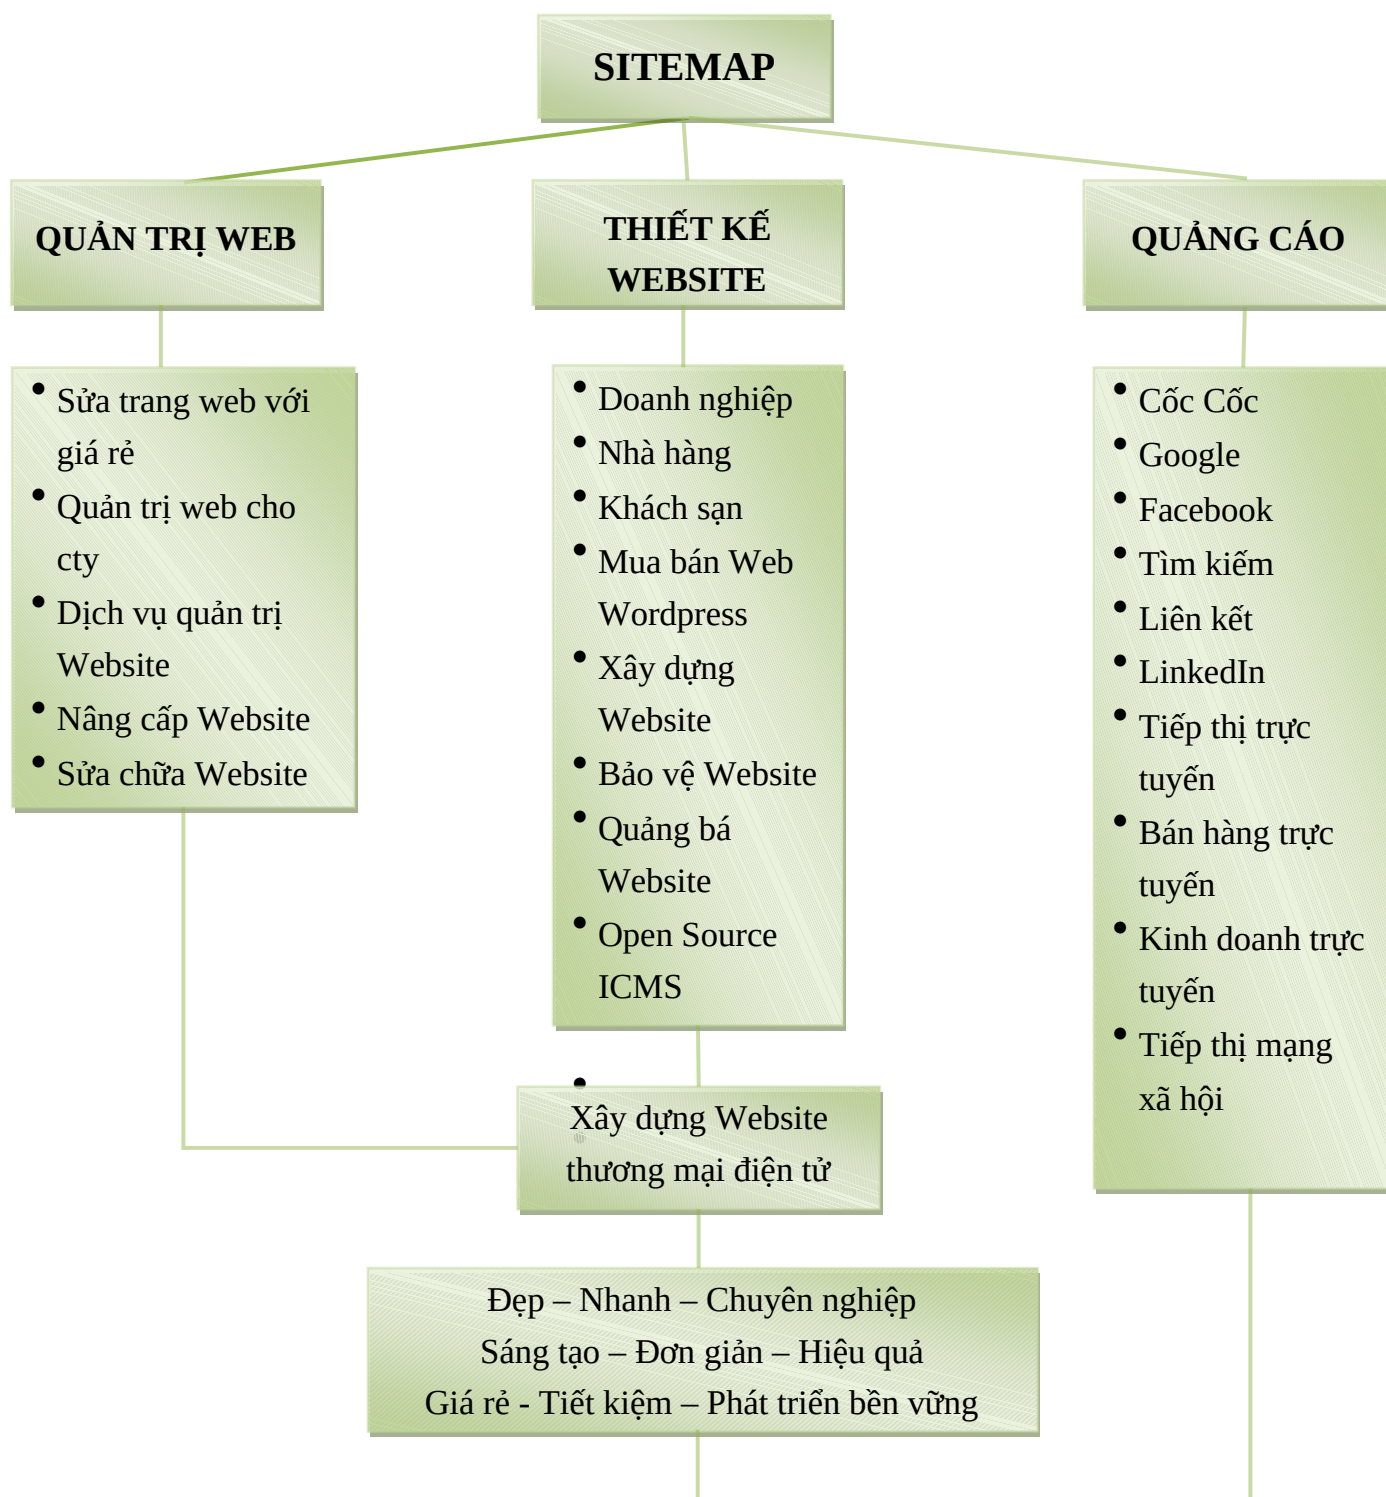 SITEMAP
QUẢN TRỊ WEB
THIẾT KẾ
WEBSITE
QUẢNG CÁO
Sửa trang web với
giá rẻ
Quản trị web cho
cty
Dịch vụ quản trị
Website
Nâng cấp Website
Sửa chữa Website
Doanh nghiệp
Nhà hàng
Khách sạn
Mua bán Web
Wordpress
Xây dựng
Website
Bảo vệ Website
Quảng bá
Website
Open Source
ICMS
Cốc Cốc
Google
Facebook
Tìm kiếm
Liên kết
LinkedIn
Tiếp thị trực
tuyến
Bán hàng trực
tuyến
Kinh doanh trực
tuyến
Tiếp thị mạng
xã hội
Xây dựng Website
thương mại điện tử
Đẹp – Nhanh – Chuyên nghiệp
Sáng tạo – Đơn giản – Hiệu quả
Giá rẻ - Tiết kiệm – Phát triển bền vững